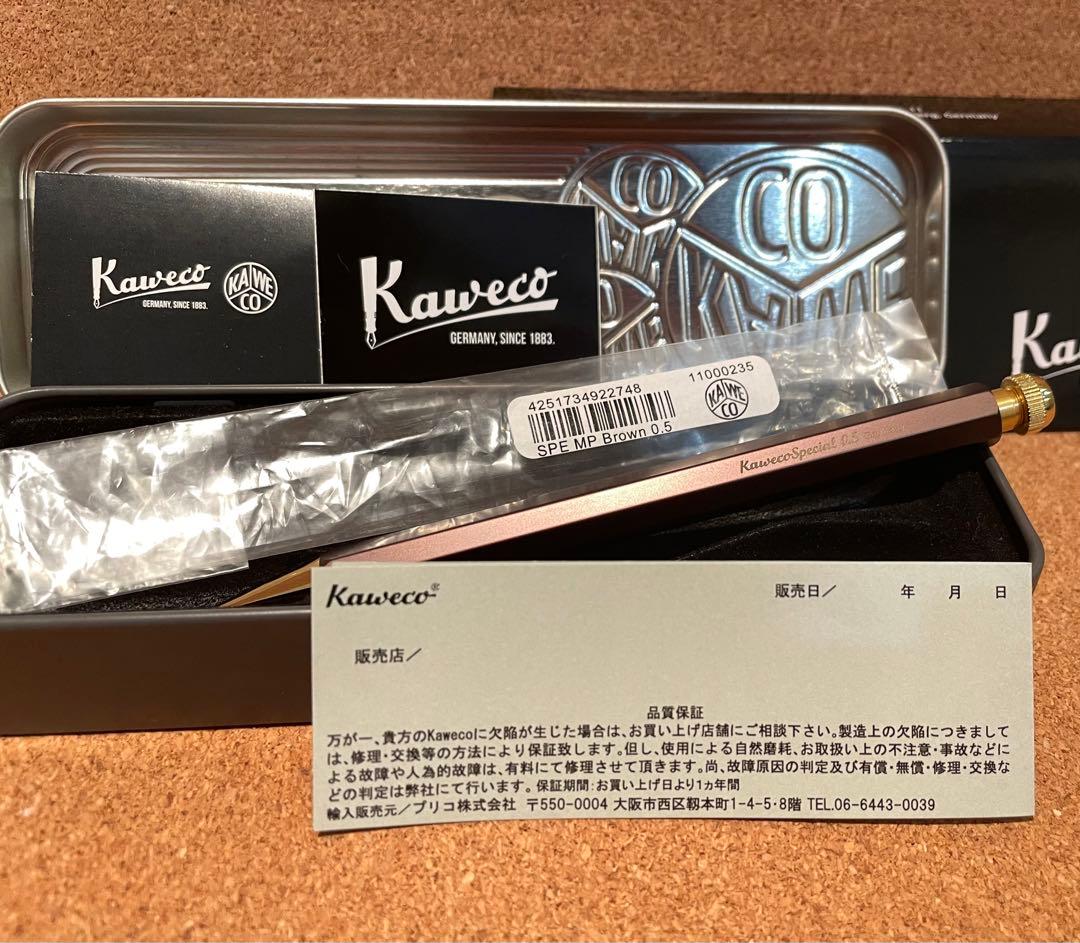 Germany
CO
CO
Kaweco
GERMANY, SINCE 1883.
KA WE CO
Kaweco
GERMANY, SINCE 1883.
Ka
4251734922748
11000235
SPE MP Brown 0.5
KA WE CO
KawecoSpecial 0.5
Kaweco®
販売日/ 年 月 日
販売店/
品質保証
万が一、貴方のKawecoに欠陥が生じた場合は、お買い上げ店舗にご相談下さい。製造上の欠陥につきまして
は、修理・交換等の方法により保証致します。但し、使用による自然磨耗、お取扱い上の不注意・事故などに
よる故障や人為的故障は、有料にて修理させて頂きます。尚、故障原因の判定及び有償・無償・修理・交換な
どの判定は弊社にて行います。 保証期間:お買い上げ日より1ヵ年間
輸入販売元/プリコ株式会社 〒550-0004 大阪市西区靱本町1-4-5・8階 TEL.06-6443-0039